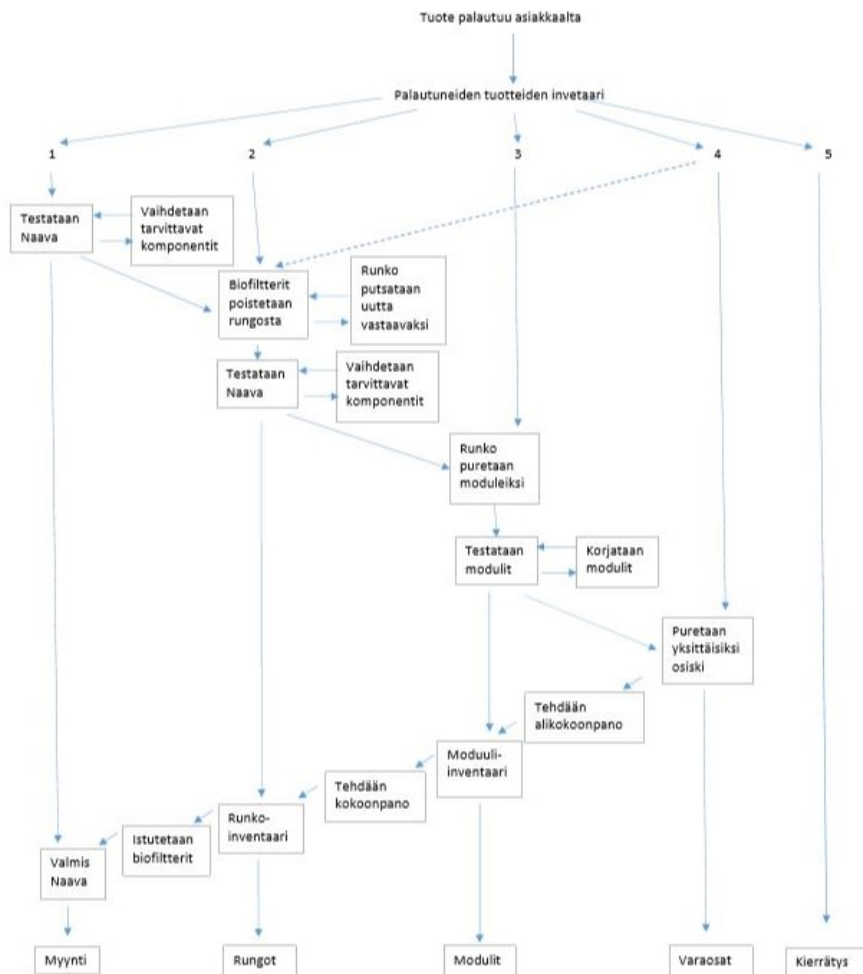 Tuote palautuu asiakkaalta
Palautuneiden tuotteiden invetaari
1
2
3
4
5
Testataan
Naava
Vaihdetaan
tarvittavat
komponentit
Biofiltterit
poistetaan
rungosta
Runko
putsataan
uutta
vastaavaksi
Testataan
Naava
Vaihdetaan
tarvittavat
komponentit
Runko
puretaan
moduleiksi
Testataan
modulit
Korjataan
modulit
Puretaan
yksittäisiksi
osiski
Tehdään
alikokoonpano
Moduuli-
inventaari
Tehdään
kokoonpano
Runko-
inventaari
Istutetaan
biofiltterit
Valmis
Naava
Myynti
Rungot
Modulit
Varaosat
Kierrätys